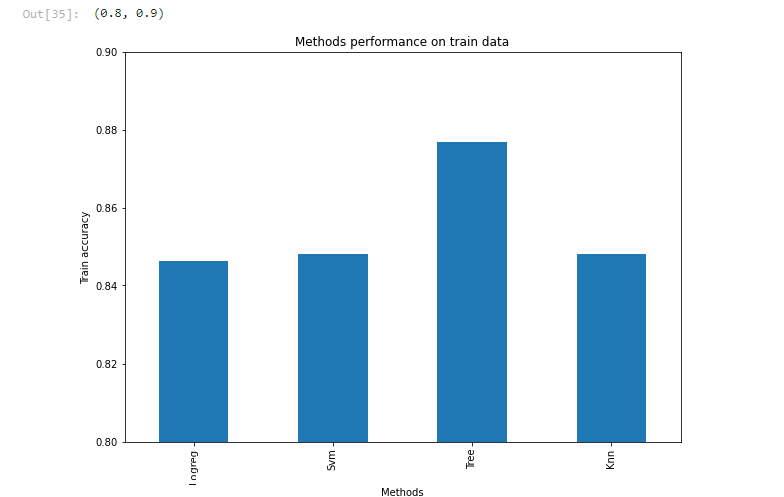 Out[35]: (0.8, 0.9)
Methods performance on train data
0.90
0.88
0.86
0.84
0.82
0.80
Train accuracy
Logreg
Svm
Tree
Knn
Methods